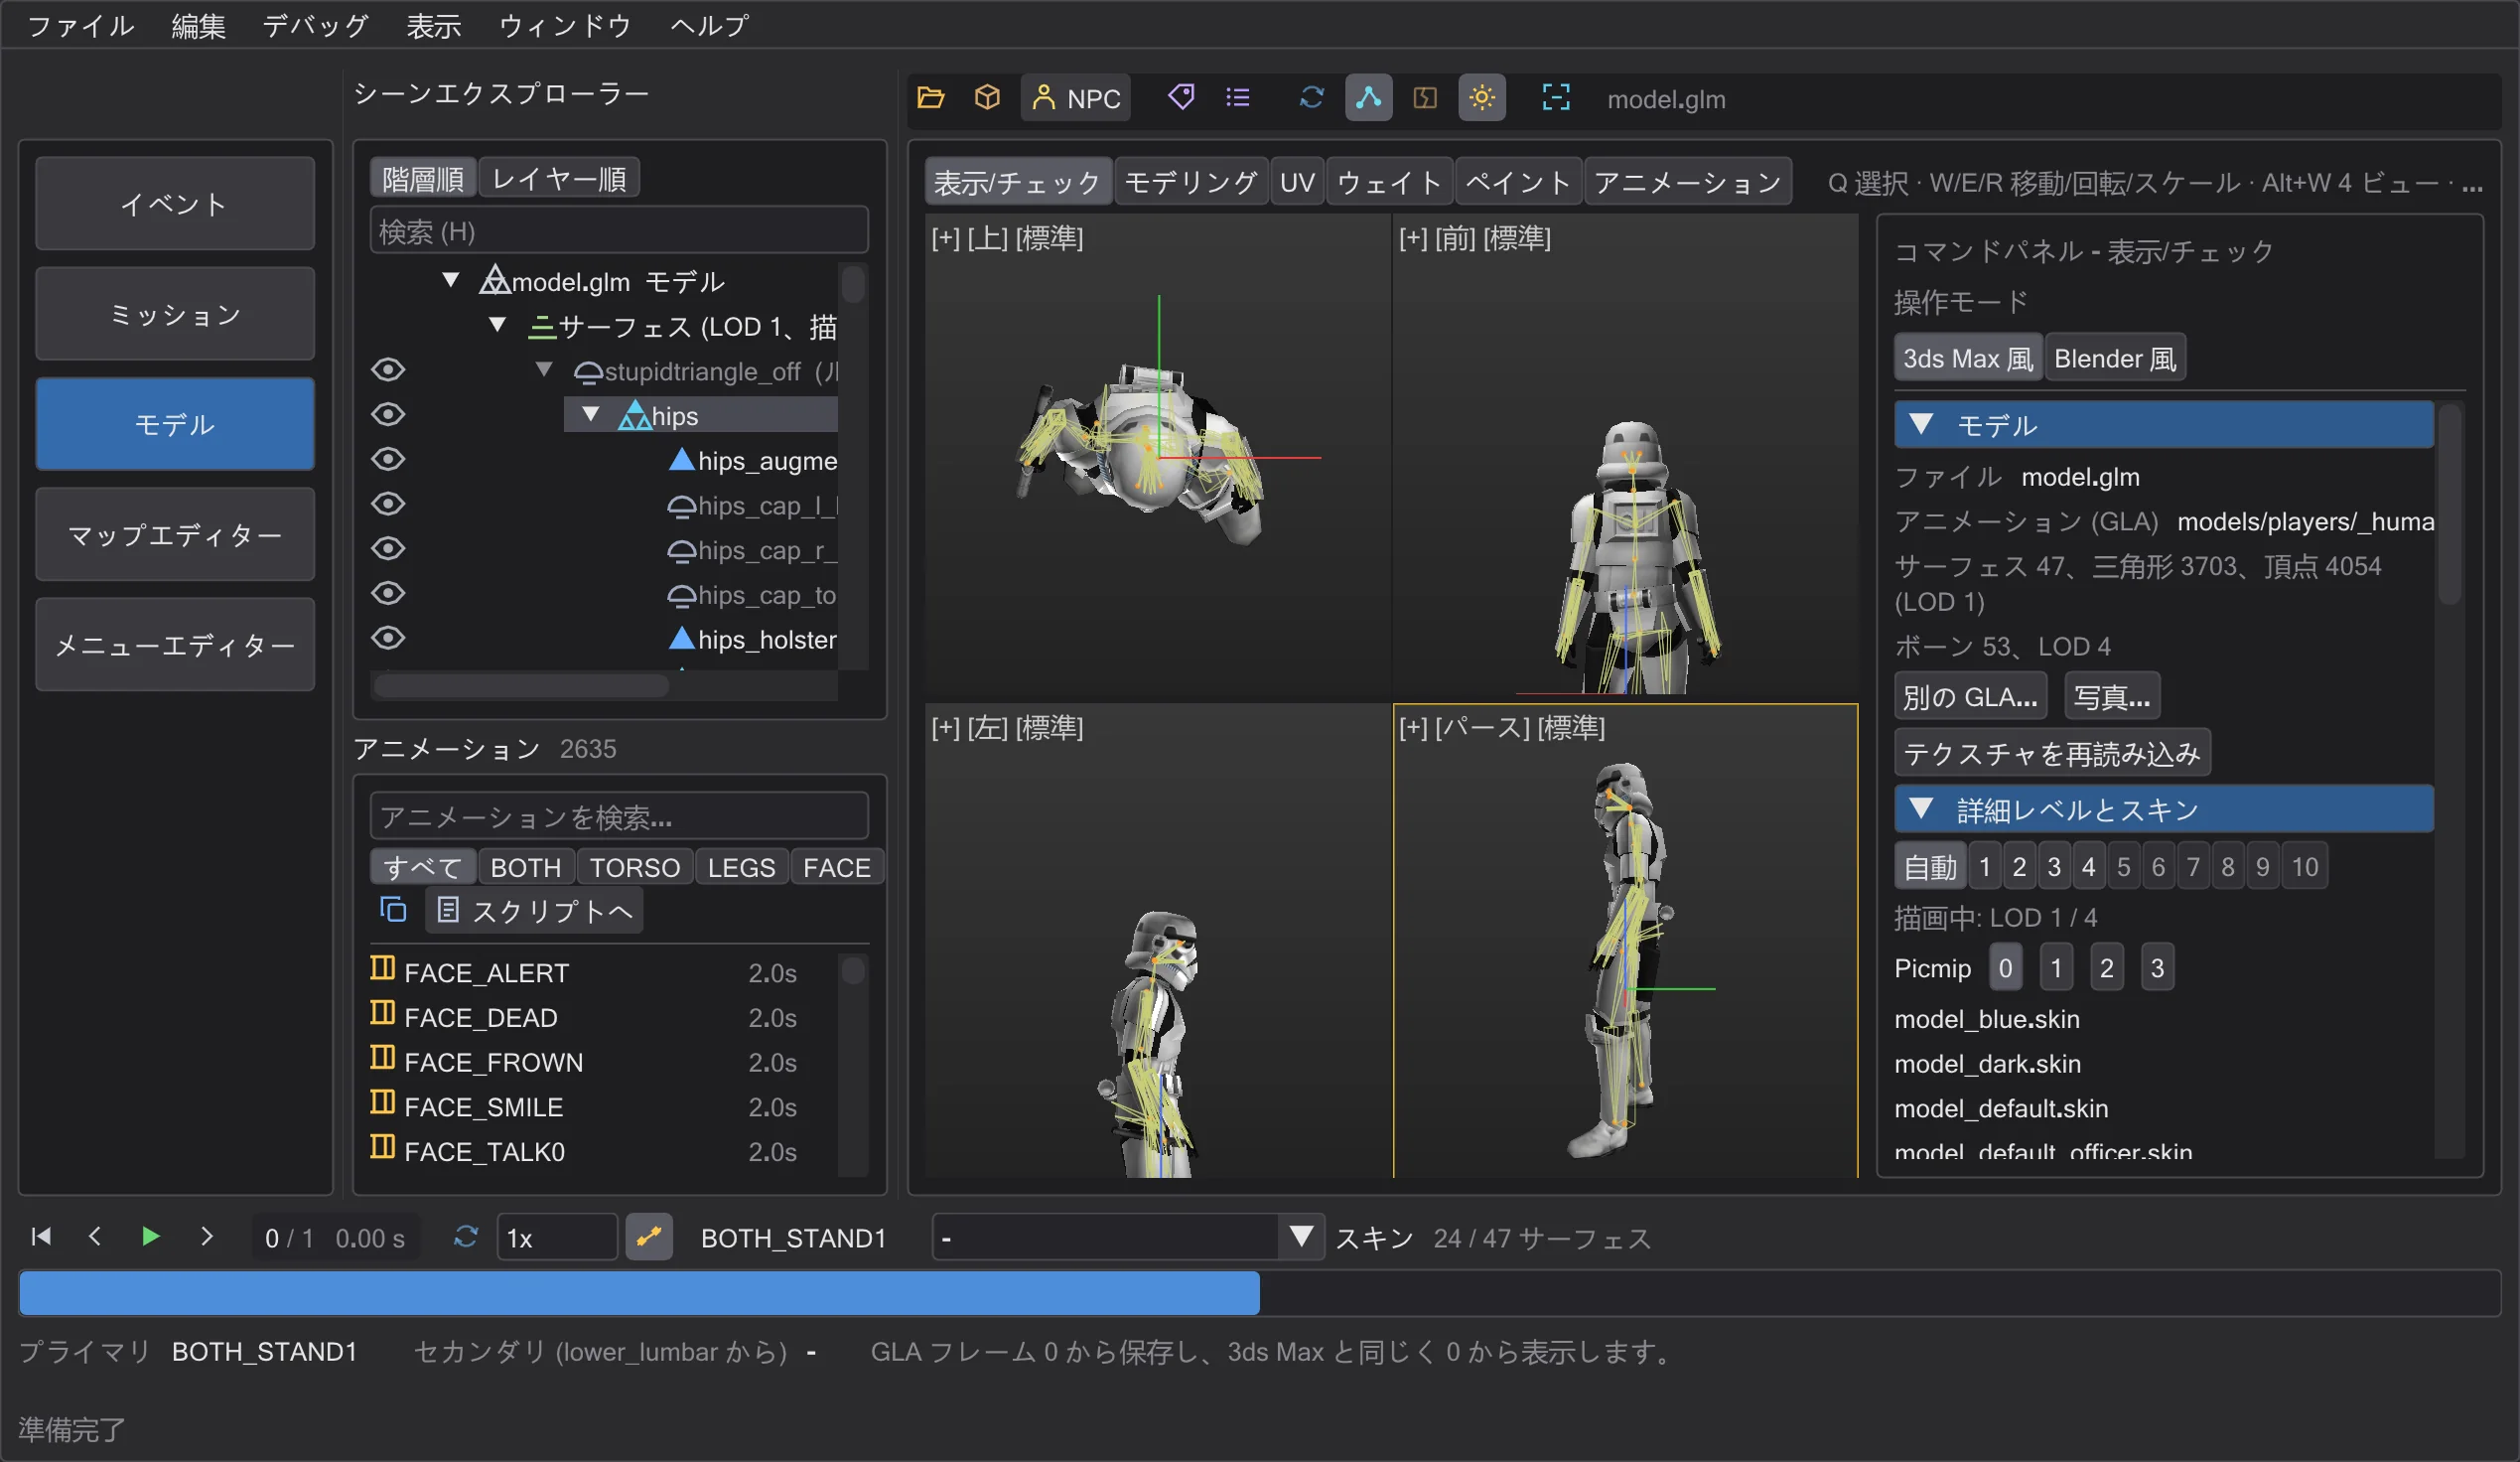 ファイル 編集 デバッグ 表示 ウィンドウ ヘルプ
シーンエクスプローラー
NPC
model.glm
イベント
ミッション
モデル
マップエディター
メニューエディター
階層順 レイヤー順
検索 (H)
model.glm モデル
サーフェス (LOD 1、描
stupidtriangle_off
hips
hips_augme
hips_cap_l_
hips_cap_r_
hips_cap_to
hips_holster
アニメーション 2635
アニメーションを検索...
すべて BOTH TORSO LEGS FACE
スクリプトへ
FACE_ALERT 2.0s
FACE_DEAD 2.0s
FACE_FROWN 2.0s
FACE_SMILE 2.0s
FACE_TALK0 2.0s
表示/チェック モデリング UV ウェイト ペイント アニメーション
Q 選択 · W/E/R 移動/回転/スケール · Alt+W 4 ビュー · ...
[+] [上] [標準]
[+] [前] [標準]
[+] [左] [標準]
[+] [パース] [標準]
コマンドパネル - 表示/チェック
操作モード
3ds Max 風 Blender 風
モデル
ファイル model.glm
アニメーション (GLA) models/players/_huma
サーフェス 47、三角形 3703、頂点 4054
(LOD 1)
ボーン 53、LOD 4
別の GLA... 写真...
テクスチャを再読み込み
詳細レベルとスキン
自動 1 2 3 4 5 6 7 8 9 10
描画中: LOD 1 / 4
Picmip 0 1 2 3
model_blue.skin
model_dark.skin
model_default.skin
model_default_officer.skin
0 / 1 0.00 s
1x
BOTH_STAND1
-
スキン 24 / 47 サーフェス
プライマリ BOTH_STAND1 セカンダリ (lower_lumbar から) - GLA フレーム 0 から保存し、3ds Max と同じく 0 から表示します。
準備完了